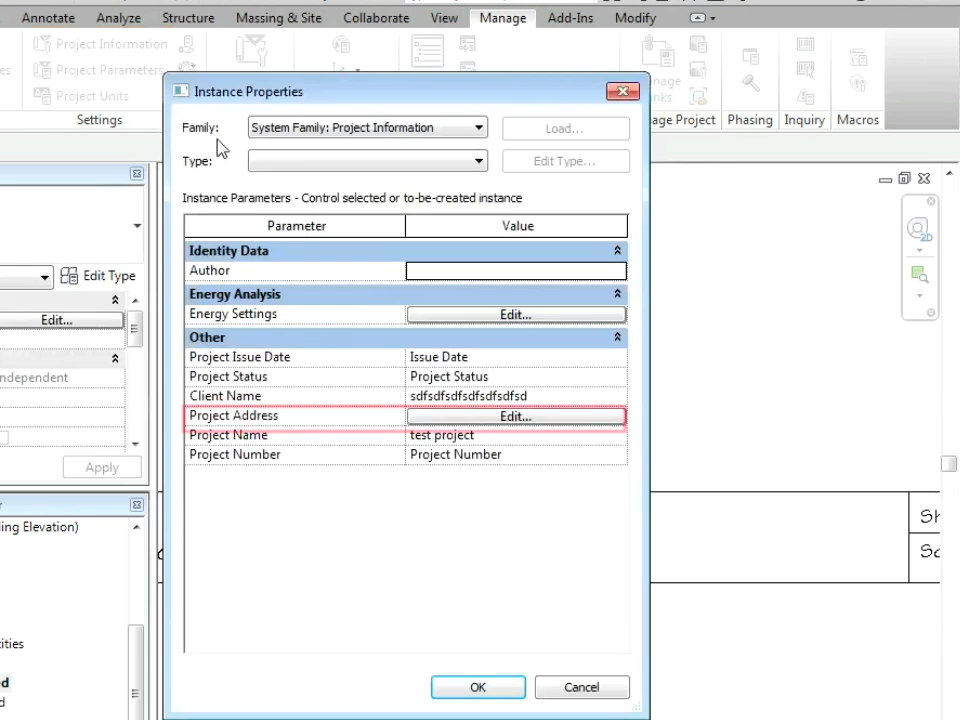 Annotate Analyze Structure Massing & Site Collaborate View Manage Add-Ins Modify
Project Information
Project Parameters
Project Units
Settings
age Project Phasing Inquiry Macros
Instance Properties
Family: System Family: Project Information Load...
Type: Edit Type...
Instance Parameters - Control selected or to-be-created instance
Parameter Value
Identity Data
Author
Energy Analysis
Energy Settings Edit...
Other
Project Issue Date Issue Date
Project Status Project Status
Client Name sdfsdfsdfsdfsdfsdfsd
Project Address Edit...
Project Name test project
Project Number Project Number
OK Cancel
2D
Edit Type
Edit...
ndependent
Apply
ling Elevation)
ities
Sh
Sc